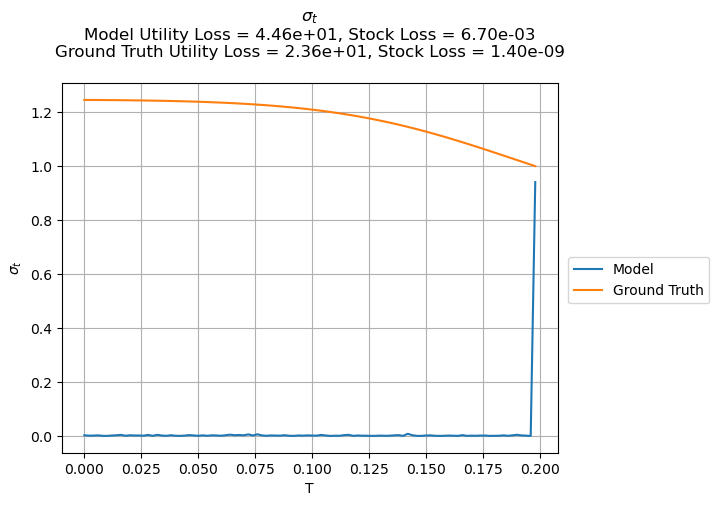 σt
Model Utility Loss = 4.46e+01, Stock Loss = 6.70e-03
Ground Truth Utility Loss = 2.36e+01, Stock Loss = 1.40e-09
1.2
1.0
0.8
0.6
0.4
0.2
0.0
σt
0.000 0.025 0.050 0.075 0.100 0.125 0.150 0.175 0.200
T
Model
Ground Truth